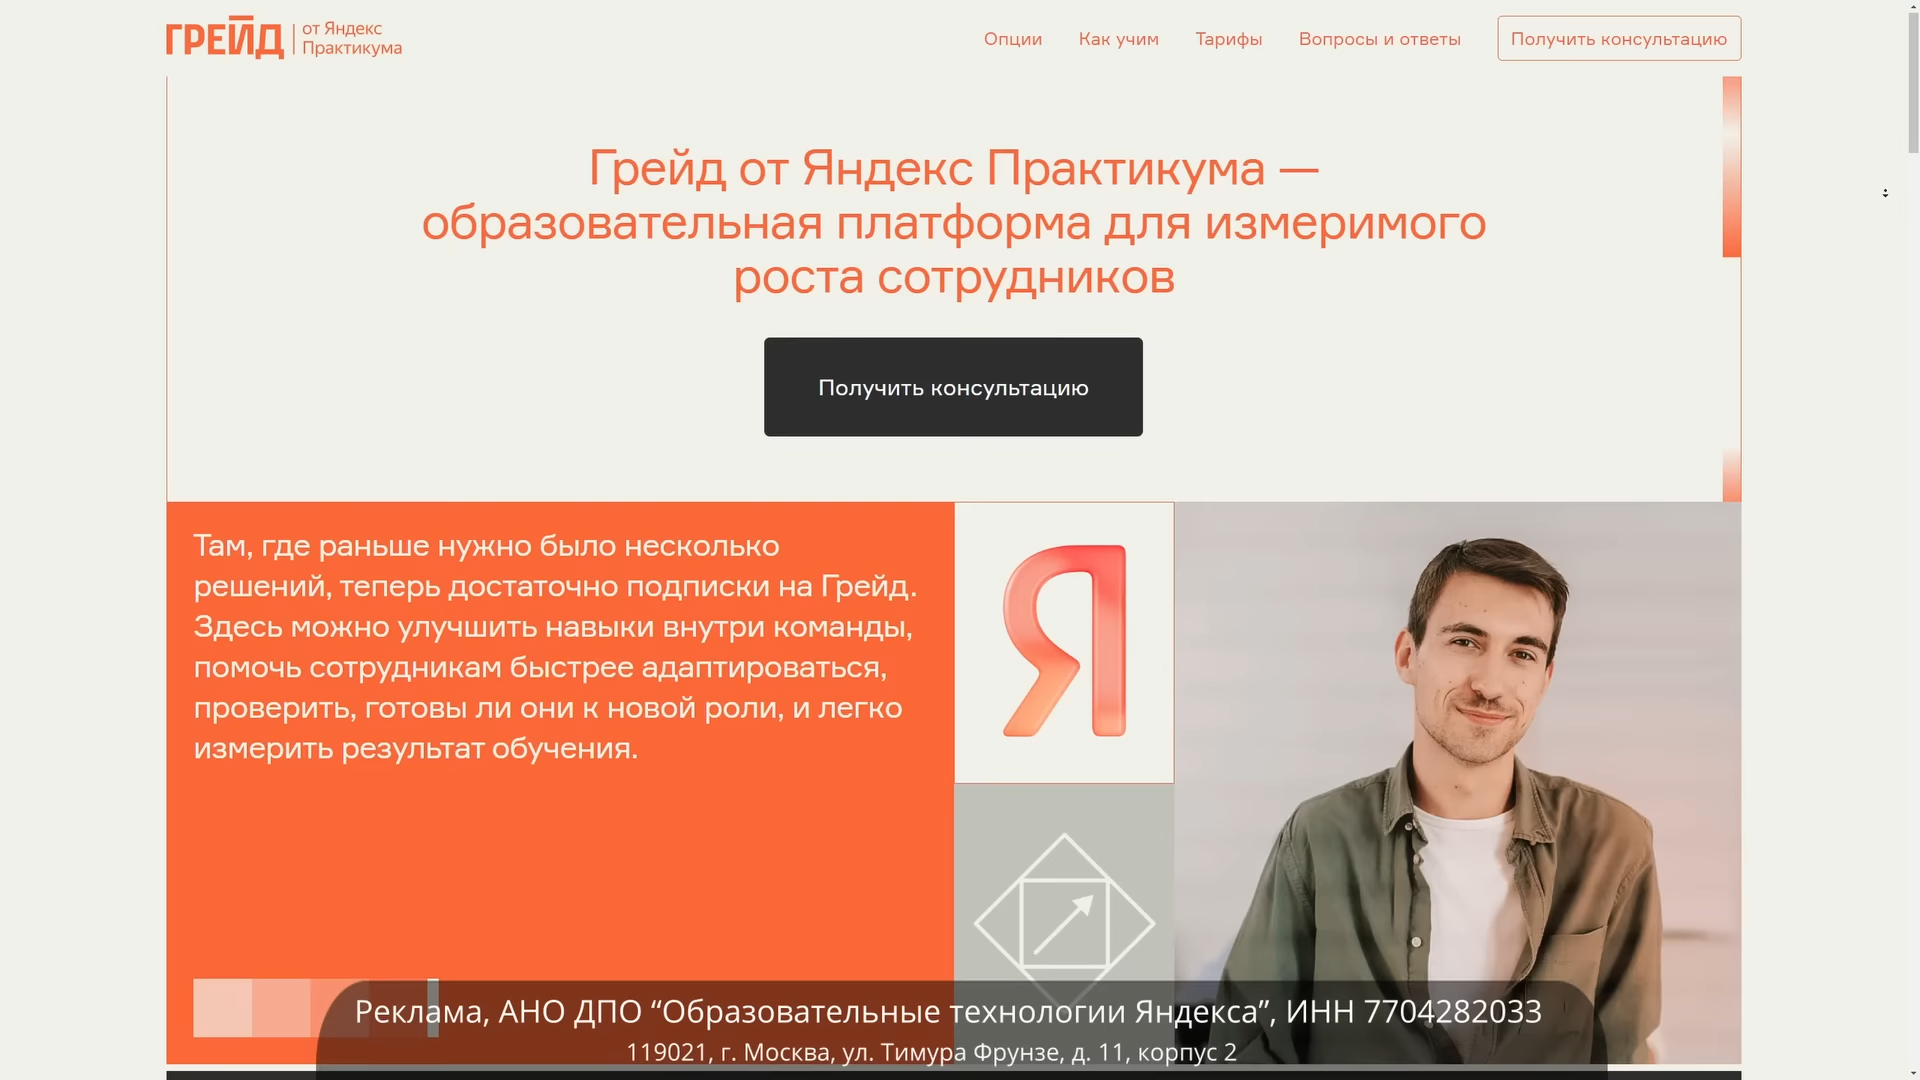 ГРЕЙД
от Яндекс
Практикума
Опции
Как учим
Тарифы
Вопросы и ответы
Получить консультацию
Грейд от Яндекс Практикума —
образовательная платформа для измеримого
роста сотрудников
Получить консультацию
Там, где раньше нужно было несколько
решений, теперь достаточно подписки на Грейд.
Здесь можно улучшить навыки внутри команды,
помочь сотрудникам быстрее адаптироваться,
проверить, готовы ли они к новой роли, и легко
измерить результат обучения.
Я
Реклама, АНО ДПО “Образовательные технологии Яндекса”, ИНН 7704282033
119021, г. Москва, ул. Тимура Фрунзе, д. 11, корпус 2